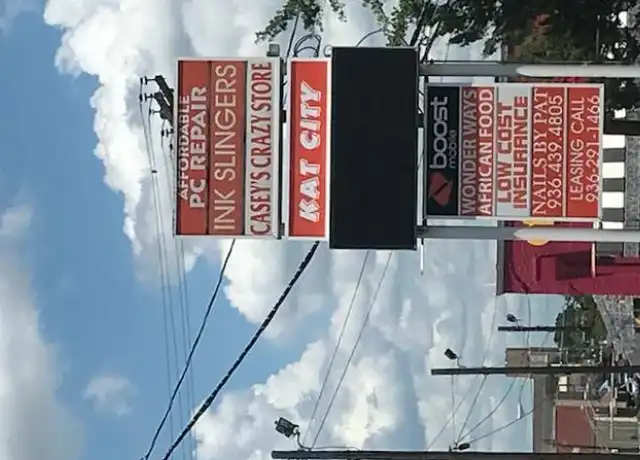 AFFORDABLE
PC REPAIR
INK SLINGERS
CASEY'S CRAZY STORE
KAT CITY
boost
mobile
WONDER WAYS
AFRICAN FOOD
LOW COST
INSURANCE
NAILS BY PAT
936.439.4805
LEASING CALL
936-291-1466